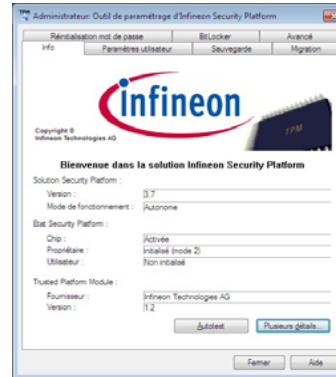 Administrateur: Outil de paramétrage d'Infineon Security Platform
Réinitialisation mot de passe BitLocker Avancé
Info Paramètres utilisateur Sauvegarde Migration
infineon
TPM
Copyright ©
Infineon Technologies AG
Bienvenue dans la solution Infineon Security Platform
Solution Security Platform :
Version : 3.7
Mode de fonctionnement : Autonome
Etat Security Platform :
Chip : Activée
Propriétaire : Initialisé (mode 2)
Utilisateur : Non initialisé
Trusted Platform Module :
Fournisseur : Infineon Technologies AG
Version : 1.2
Autotest Plusieurs détails...
Fermer Aide